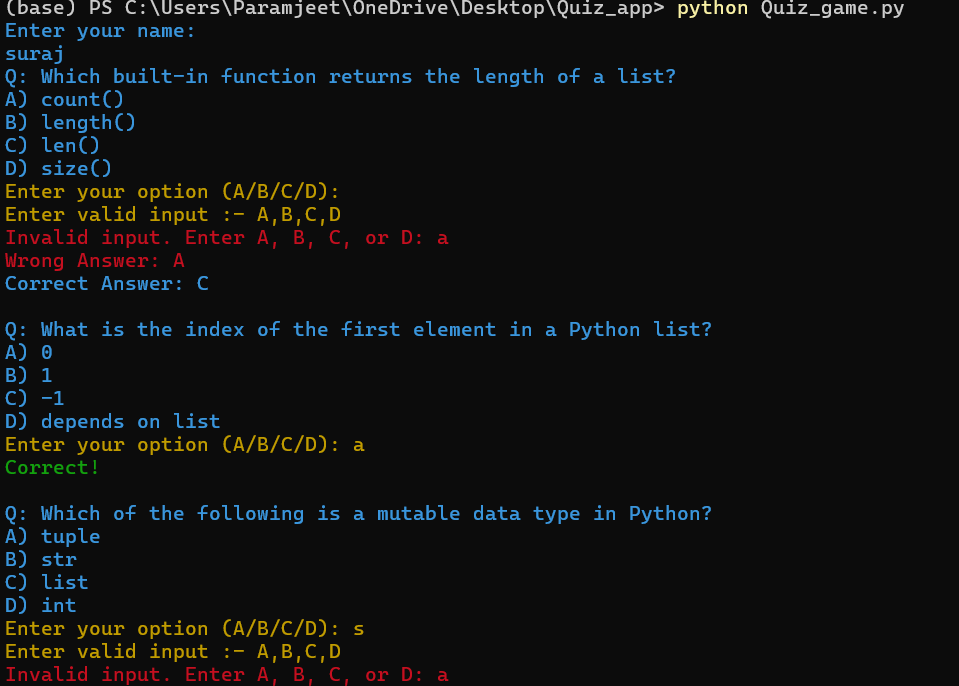 (base) PS C:\Users\Paramjeet\OneDrive\Desktop\Quiz_app> python Quiz_game.py
Enter your name:
suraj
Q: Which built-in function returns the length of a list?
A) count()
B) length()
C) len()
D) size()
Enter your option (A/B/C/D):
Enter valid input :- A,B,C,D
Invalid input. Enter A, B, C, or D: a
Wrong Answer: A
Correct Answer: C
Q: What is the index of the first element in a Python list?
A) 0
B) 1
C) -1
D) depends on list
Enter your option (A/B/C/D): a
Correct!
Q: Which of the following is a mutable data type in Python?
A) tuple
B) str
C) list
D) int
Enter your option (A/B/C/D): s
Enter valid input :- A,B,C,D
Invalid input. Enter A, B, C, or D: a